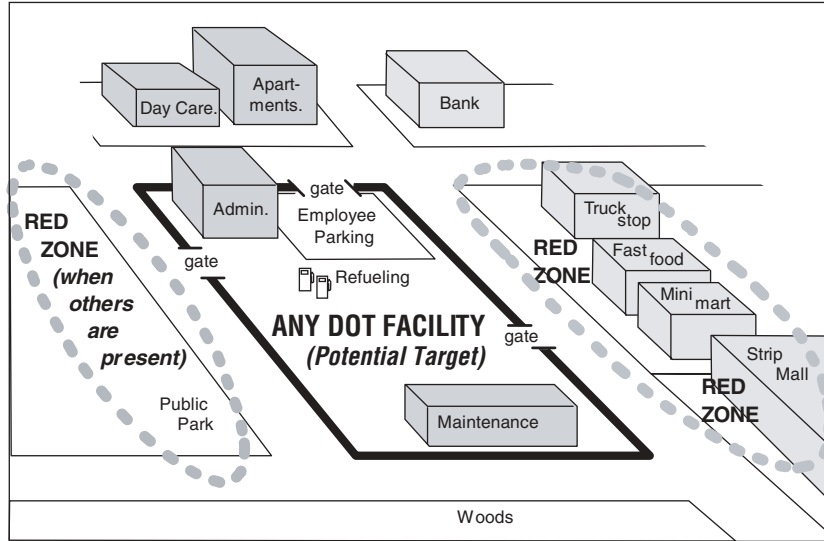 Day Care.
Apart-
ments.
Bank
Admin.
gate
Employee
Parking
Refueling
gate
RED
ZONE
(when
others
are
present)
Public
Park
ANY DOT FACILITY
(Potential Target)
gate
Maintenance
Truck
stop
RED
ZONE
Fast
food
Mini
mart
Strip
Mall
RED
ZONE
Woods